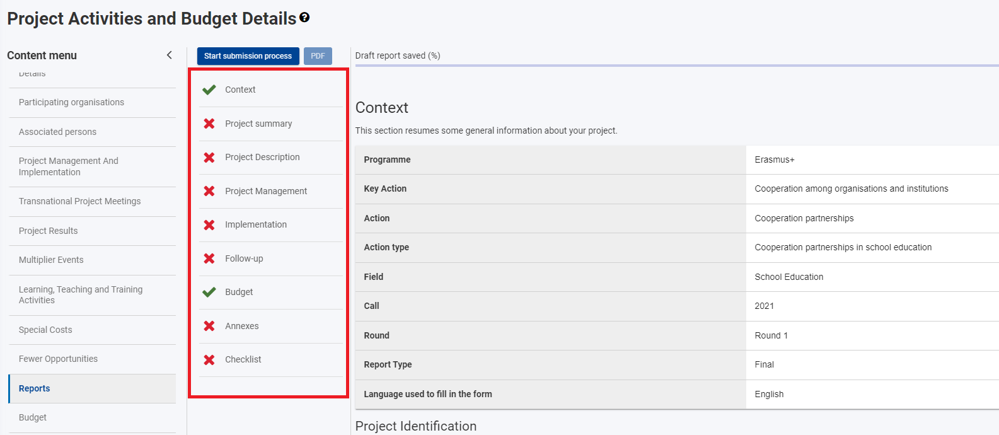 Project Activities and Budget Details
Content menu
Details
Participating organisations
Associated persons
Project Management And
Implementation
Transnational Project Meetings
Project Results
Multiplier Events
Learning, Teaching and Training
Activities
Special Costs
Fewer Opportunities
Reports
Budget
Start submission process
PDF
Context
Project summary
Project Description
Project Management
Implementation
Follow-up
Budget
Annexes
Checklist
Draft report saved (%)
Context
This section resumes some general information about your project.
Programme Erasmus+
Key Action Cooperation among organisations and institutions
Action Cooperation partnerships
Action type Cooperation partnerships in school education
Field School Education
Call 2021
Round Round 1
Report Type Final
Language used to fill in the form English
Project Identification